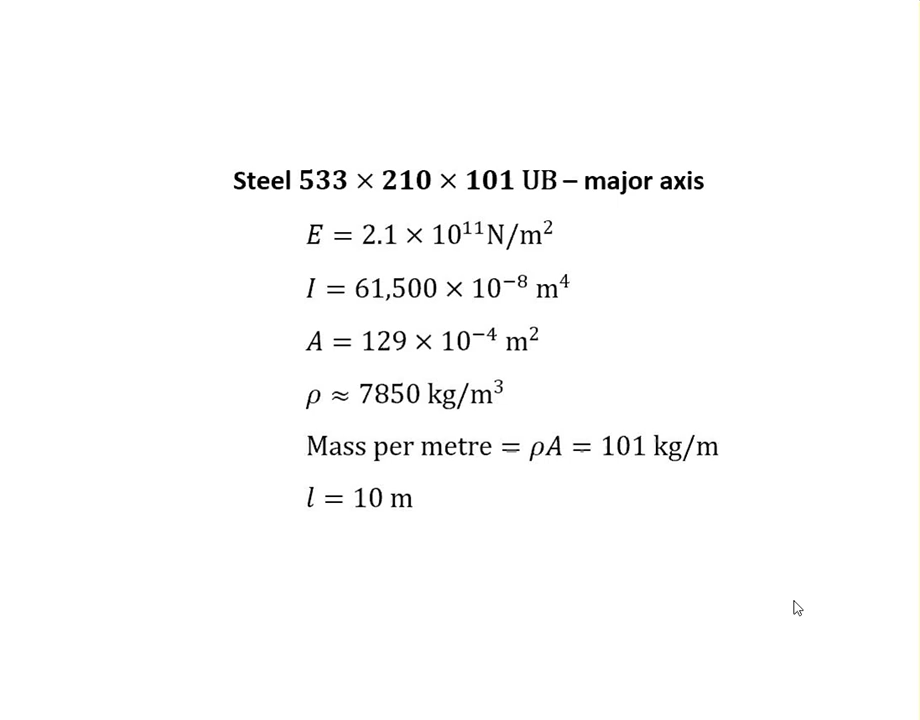 Steel 533 × 210 × 101 UB – major axis
E = 2.1 × 10¹¹N/m²
I = 61,500 × 10⁻⁸ m⁴
A = 129 × 10⁻⁴ m²
ρ ≈ 7850 kg/m³
Mass per metre = ρA = 101 kg/m
l = 10 m